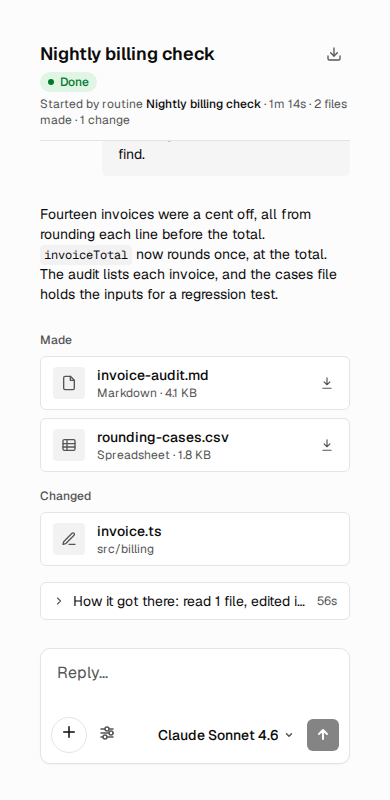 Nightly billing check
Done
Started by routine Nightly billing check · 1m 14s · 2 files
made · 1 change
find.
Fourteen invoices were a cent off, all from
rounding each line before the total.
invoiceTotal now rounds once, at the total.
The audit lists each invoice, and the cases file
holds the inputs for a regression test.
Made
invoice-audit.md
Markdown · 4.1 KB
rounding-cases.csv
Spreadsheet · 1.8 KB
Changed
invoice.ts
src/billing
How it got there: read 1 file, edited i... 56s
Reply...
Claude Sonnet 4.6